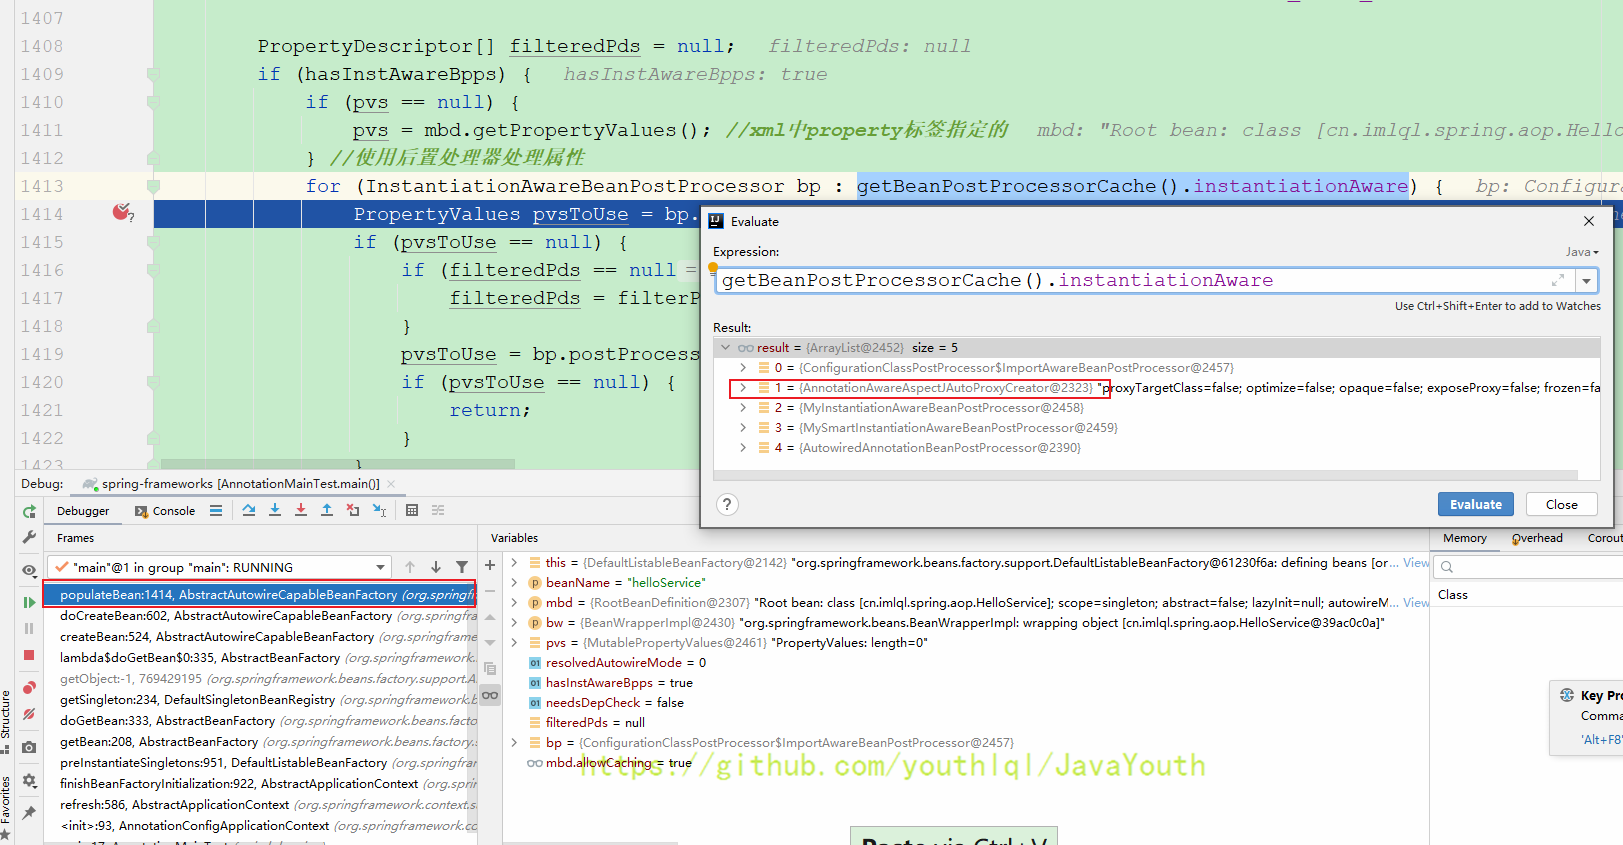 1407
1408 PropertyDescriptor[] filteredPds = null; filteredPds: null
1409 if (hasInstAwareBpps) { hasInstAwareBpps: true
1410 if (pvs == null) {
1411 pvs = mbd.getPropertyValues(); //xml中property标签指定的 mbd: "Root bean: class [cn.imlql.spring.aop.Hello
1412 } //使用后置处理器处理属性
1413 for (InstantiationAwareBeanPostProcessor bp : getBeanPostProcessorCache().instantiationAware) { bp: Configura
1414 PropertyValues pvsToUse = bp.
1415 if (pvsToUse == null) {
1416 if (filteredPds == null =
1417 filteredPds = filterP
1418 }
1419 pvsToUse = bp.postProcess
1420 if (pvsToUse == null) {
1421 return;
1422 }
1423 }
Evaluate
Expression:
Java
getBeanPostProcessorCache().instantiationAware
Use Ctrl+Shift+Enter to add to Watches
Result:
result = {ArrayList@2452} size = 5
0 = {ConfigurationClassPostProcessor$ImportAwareBeanPostProcessor@2457}
1 = {AnnotationAwareAspectJAutoProxyCreator@2323} "proxyTargetClass=false; optimize=false; opaque=false; exposeProxy=false; frozen=fa
2 = {MyInstantiationAwareBeanPostProcessor@2458}
3 = {MySmartInstantiationAwareBeanPostProcessor@2459}
4 = {AutowiredAnnotationBeanPostProcessor@2390}
?
Evaluate
Close
Debug: spring-frameworks [AnnotationMainTest.main()]
Debugger Console
Frames
"main"@1 in group "main": RUNNING
populateBean:1414, AbstractAutowireCapableBeanFactory (org.springfr
doCreateBean:602, AbstractAutowireCapableBeanFactory (org.springfra
createBean:524, AbstractAutowireCapableBeanFactory (org.springframe
lambda$doGetBean$0:335, AbstractBeanFactory (org.springframework.
getObject:-1, 769429195 (org.springframework.beans.factory.support.A
getSingleton:234, DefaultSingletonBeanRegistry (org.springframework.
doGetBean:333, AbstractBeanFactory (org.springframework.beans.facto
getBean:208, AbstractBeanFactory (org.springframework.beans.factory.
preInstantiateSingletons:951, DefaultListableBeanFactory (org.springfra
finishBeanFactoryInitialization:922, AbstractApplicationContext (org.spr
refresh:586, AbstractApplicationContext (org.springframework.context.su
<init>:93, AnnotationConfigApplicationContext (org.springframework.co
Variables
this = {DefaultListableBeanFactory@2142} "org.springframework.beans.factory.support.DefaultListableBeanFactory@61230f6a: defining beans [or... View
beanName = "helloService"
mbd = {RootBeanDefinition@2307} "Root bean: class [cn.imlql.spring.aop.HelloService]; scope=singleton; abstract=false; lazyInit=null; autowireM... View
bw = {BeanWrapperImpl@2430} "org.springframework.beans.BeanWrapperImpl: wrapping object [cn.imlql.spring.aop.HelloService@39ac0c0a]"
pvs = {MutablePropertyValues@2461} "PropertyValues: length=0"
resolvedAutowireMode = 0
hasInstAwareBpps = true
needsDepCheck = false
filteredPds = null
bp = {ConfigurationClassPostProcessor$ImportAwareBeanPostProcessor@2457}
mbd.allowCaching = true
https://github.com/youthlql/JavaYouth
Memory Overhead Corout
Class
Key Pro
Comma
'Alt+F8'
Structure
Favorites
Paste via Ctrl+V